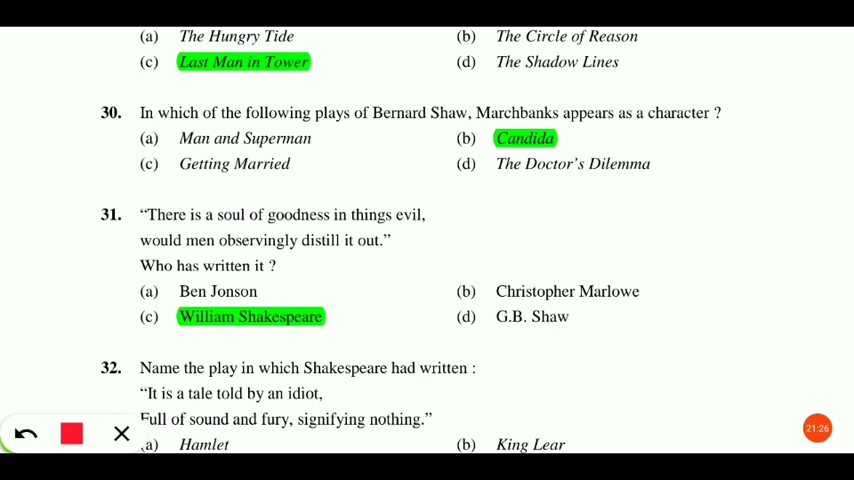 (a) The Hungry Tide (b) The Circle of Reason
(c) Last Man in Tower (d) The Shadow Lines
30. In which of the following plays of Bernard Shaw, Marchbanks appears as a character ?
(a) Man and Superman (b) Candida
(c) Getting Married (d) The Doctor's Dilemma
31. “There is a soul of goodness in things evil,
would men observingly distill it out.”
Who has written it ?
(a) Ben Jonson (b) Christopher Marlowe
(c) William Shakespeare (d) G.B. Shaw
32. Name the play in which Shakespeare had written :
“It is a tale told by an idiot,
Full of sound and fury, signifying nothing.”
(a) Hamlet (b) King Lear
21:26